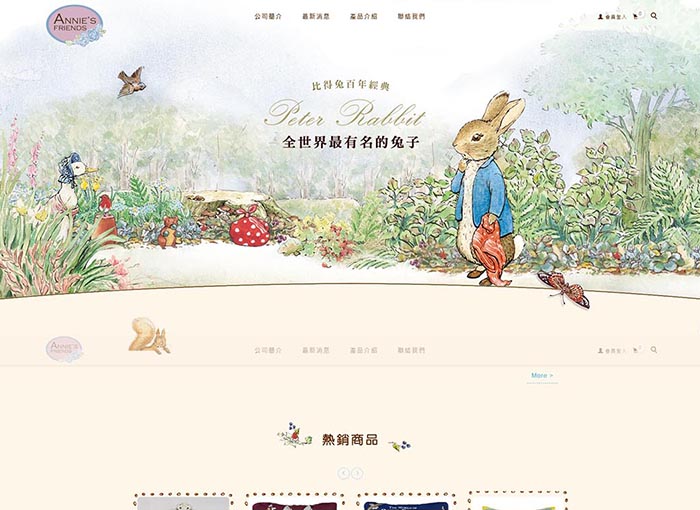 ANNIE'S
FRIENDS
公司簡介 最新消息 產品介紹 聯絡我們 會員登入 0
比得兔百年經典
Peter Rabbit
全世界最有名的兔子
ANNIE'S
FRIENDS
公司簡介 最新消息 產品介紹 聯絡我們 會員登入 0
More >
熱銷商品
THE WORLD OF